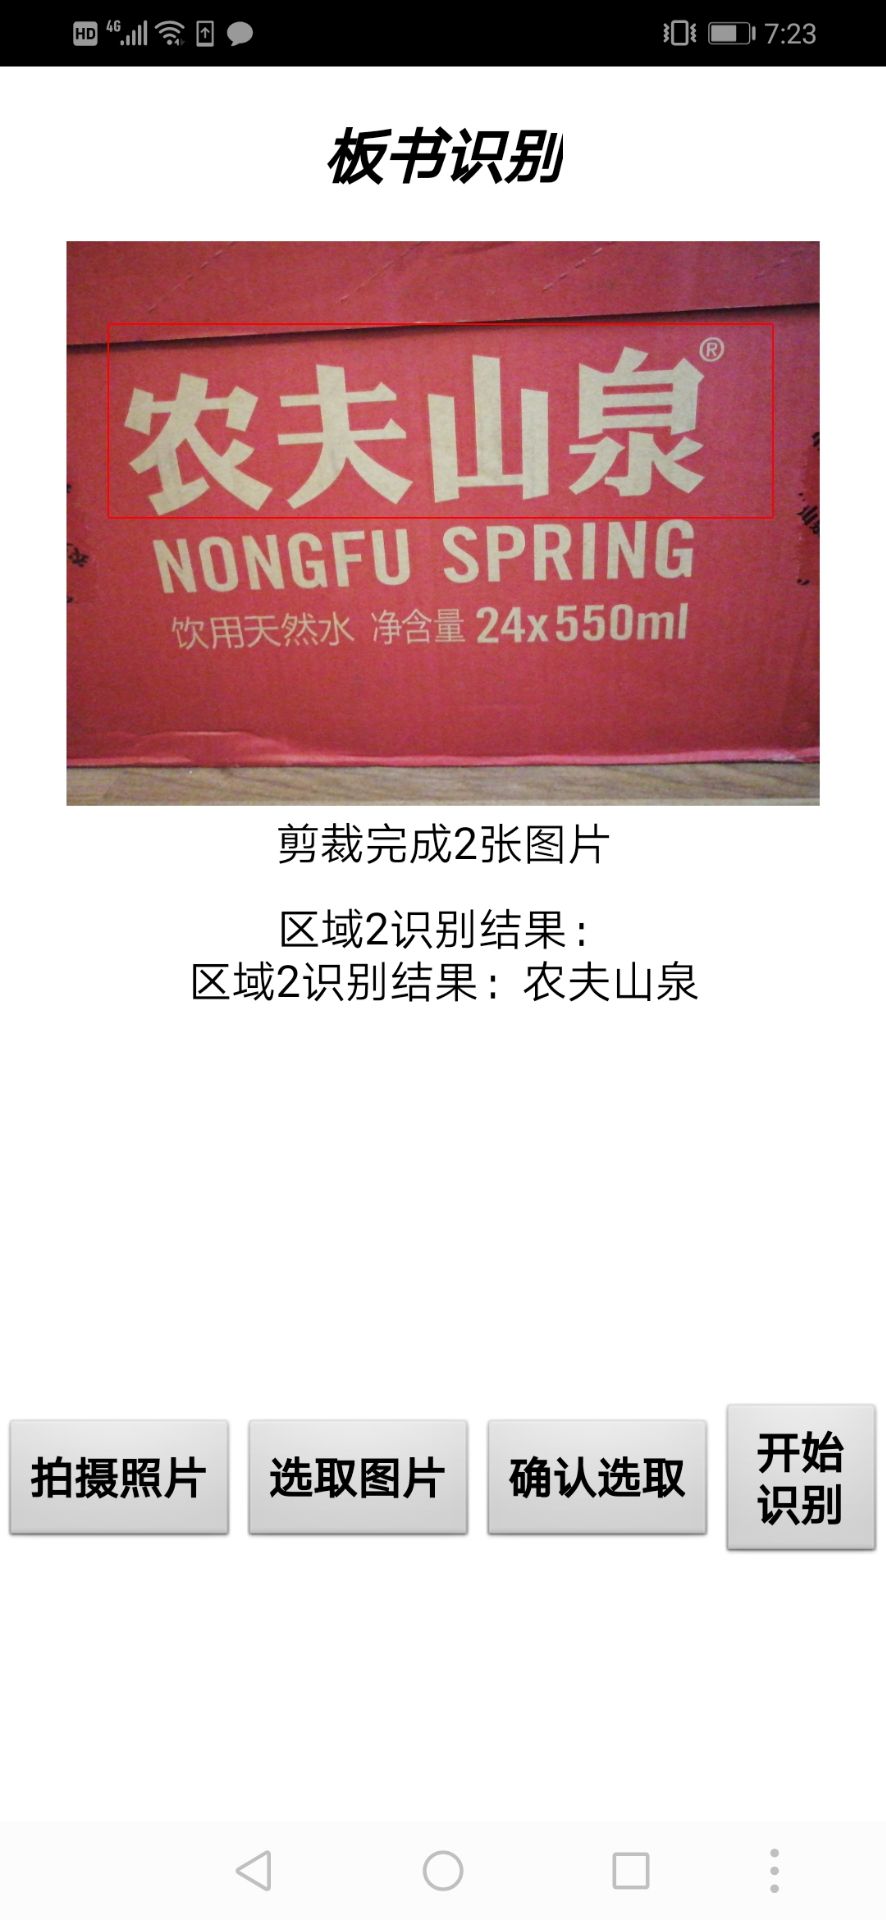 HD 4G 7:23
板书识别
农夫山泉®
NONGFU SPRING
饮用天然水 净含量 24x550ml
剪裁完成2张图片
区域2识别结果：
区域2识别结果：农夫山泉
拍摄照片 选取图片 确认选取 开始
识别